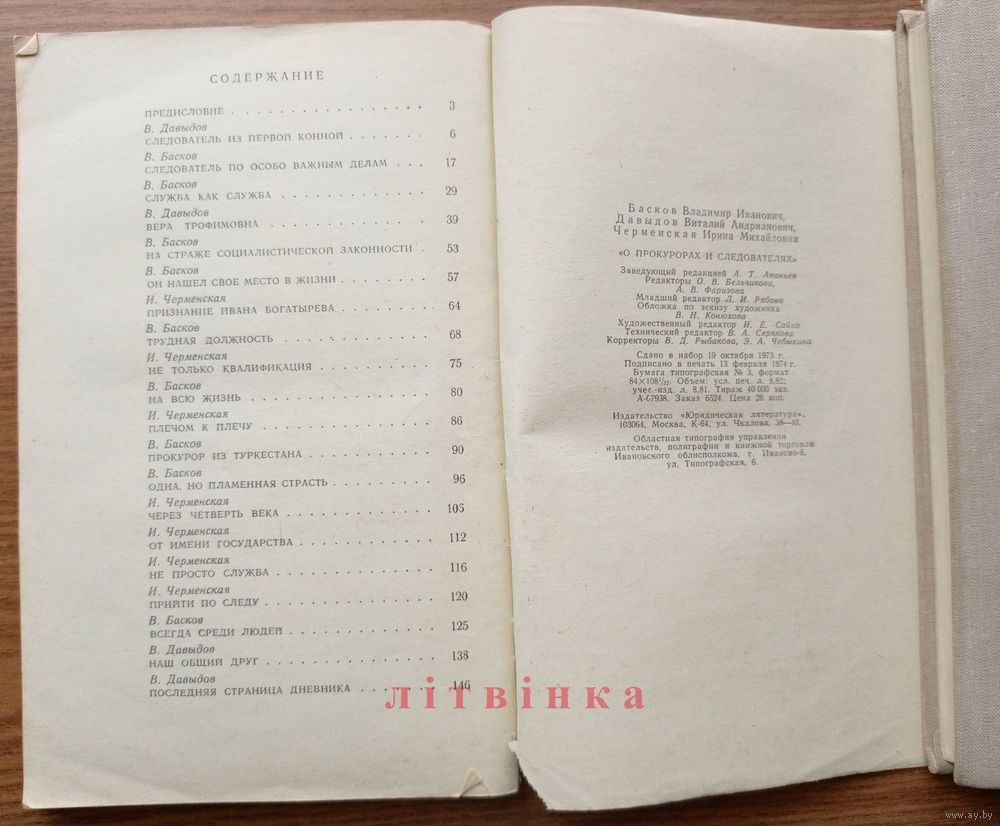 СОДЕРЖАНИЕ
ПРЕДИСЛОВИЕ . . . . . . . . . . . . . . . . . 3
В. Давыдов
СЛЕДОВАТЕЛЬ ИЗ ПЕРВОЙ КОННОЙ . . . . . . . 6
В. Басков
СЛЕДОВАТЕЛЬ ПО ОСОБО ВАЖНЫМ ДЕЛАМ . . . 17
В. Басков
СЛУЖБА КАК СЛУЖБА . . . . . . . . . . . . 29
В. Давыдов
ВЕРА ТРОФИМОВНА . . . . . . . . . . . . . 39
В. Басков
НА СТРАЖЕ СОЦИАЛИСТИЧЕСКОЙ ЗАКОННОСТИ . 53
В. Басков
ОН НАШЕЛ СВОЕ МЕСТО В ЖИЗНИ . . . . . . . 57
И. Черменская
ПРИЗНАНИЕ ИВАНА БОГАТЫРЕВА . . . . . . . 64
В. Басков
ТРУДНАЯ ДОЛЖНОСТЬ . . . . . . . . . . . . 68
И. Черменская
НЕ ТОЛЬКО КВАЛИФИКАЦИЯ . . . . . . . . . 75
В. Басков
НА ВСЮ ЖИЗНЬ . . . . . . . . . . . . . . 80
И. Черменская
ПЛЕЧОМ К ПЛЕЧУ . . . . . . . . . . . . . 86
В. Басков
ПРОКУРОР ИЗ ТУРКЕСТАНА . . . . . . . . . 90
В. Басков
ОДНА, НО ПЛАМЕННАЯ СТРАСТЬ . . . . . . . . 96
И. Черменская
ЧЕРЕЗ ЧЕТВЕРТЬ ВЕКА . . . . . . . . . . . 106
И. Черменская
ОТ ИМЕНИ ГОСУДАРСТВА . . . . . . . . . . 112
И. Черменская
НЕ ПРОСТО СЛУЖБА . . . . . . . . . . . . 116
И. Черменская
ПРИЙТИ ПО СЛЕДУ . . . . . . . . . . . . . 120
В. Басков
ВСЕГДА СРЕДИ ЛЮДЕЙ . . . . . . . . . . . 125
В. Давыдов
НАШ ОБЩИЙ ДРУГ . . . . . . . . . . . . . 138
В. Давыдов
ПОСЛЕДНЯЯ СТРАНИЦА ДНЕВНИКА . . . . . . 146
Басков Владимир Иванович,
Давыдов Виталий Андрианович,
Черменская Ирина Михайловна
«О ПРОКУРОРАХ И СЛЕДОВАТЕЛЯХ»
Заведующий редакцией А. Т. Ананьев
Редакторы О. В. Бельчикова,
А. В. Фаразова
Младший редактор Л. И. Рябова
Обложка по эскизу художника
В. Н. Конюхова
Художественный редактор И. Е. Сайко
Технический редактор В. А. Серякова
Корректоры В. Д. Рыбакова, Э. А. Чебыкина
Сдано в набор 19 октября 1973 г.
Подписано в печать 13 февраля 1974 г.
Бумага типографская № 3, формат
84×108¹/₃₂. Объем: усл. печ. л. 8,82;
учет.-изд. л. 8,81. Тираж 40 000 экз.
А-67938. Заказ 6524. Цена 26 коп.
Издательство «Юридическая литература»,
103064, Москва, К-64, ул. Чкалова, 38—40.
Областная типография управления
издательств, полиграфии и книжной торговли
Ивановского облисполкома, г. Иваново-8,
ул. Типографская, 6.
літвінка
www.ay.by